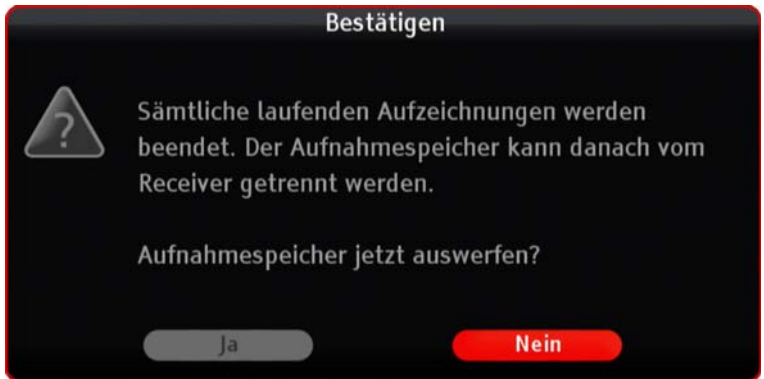 Bestätigen
?
Sämtliche laufenden Aufzeichnungen werden
beendet. Der Aufnahmespeicher kann danach vom
Receiver getrennt werden.
Aufnahmespeicher jetzt auswerfen?
Ja
Nein